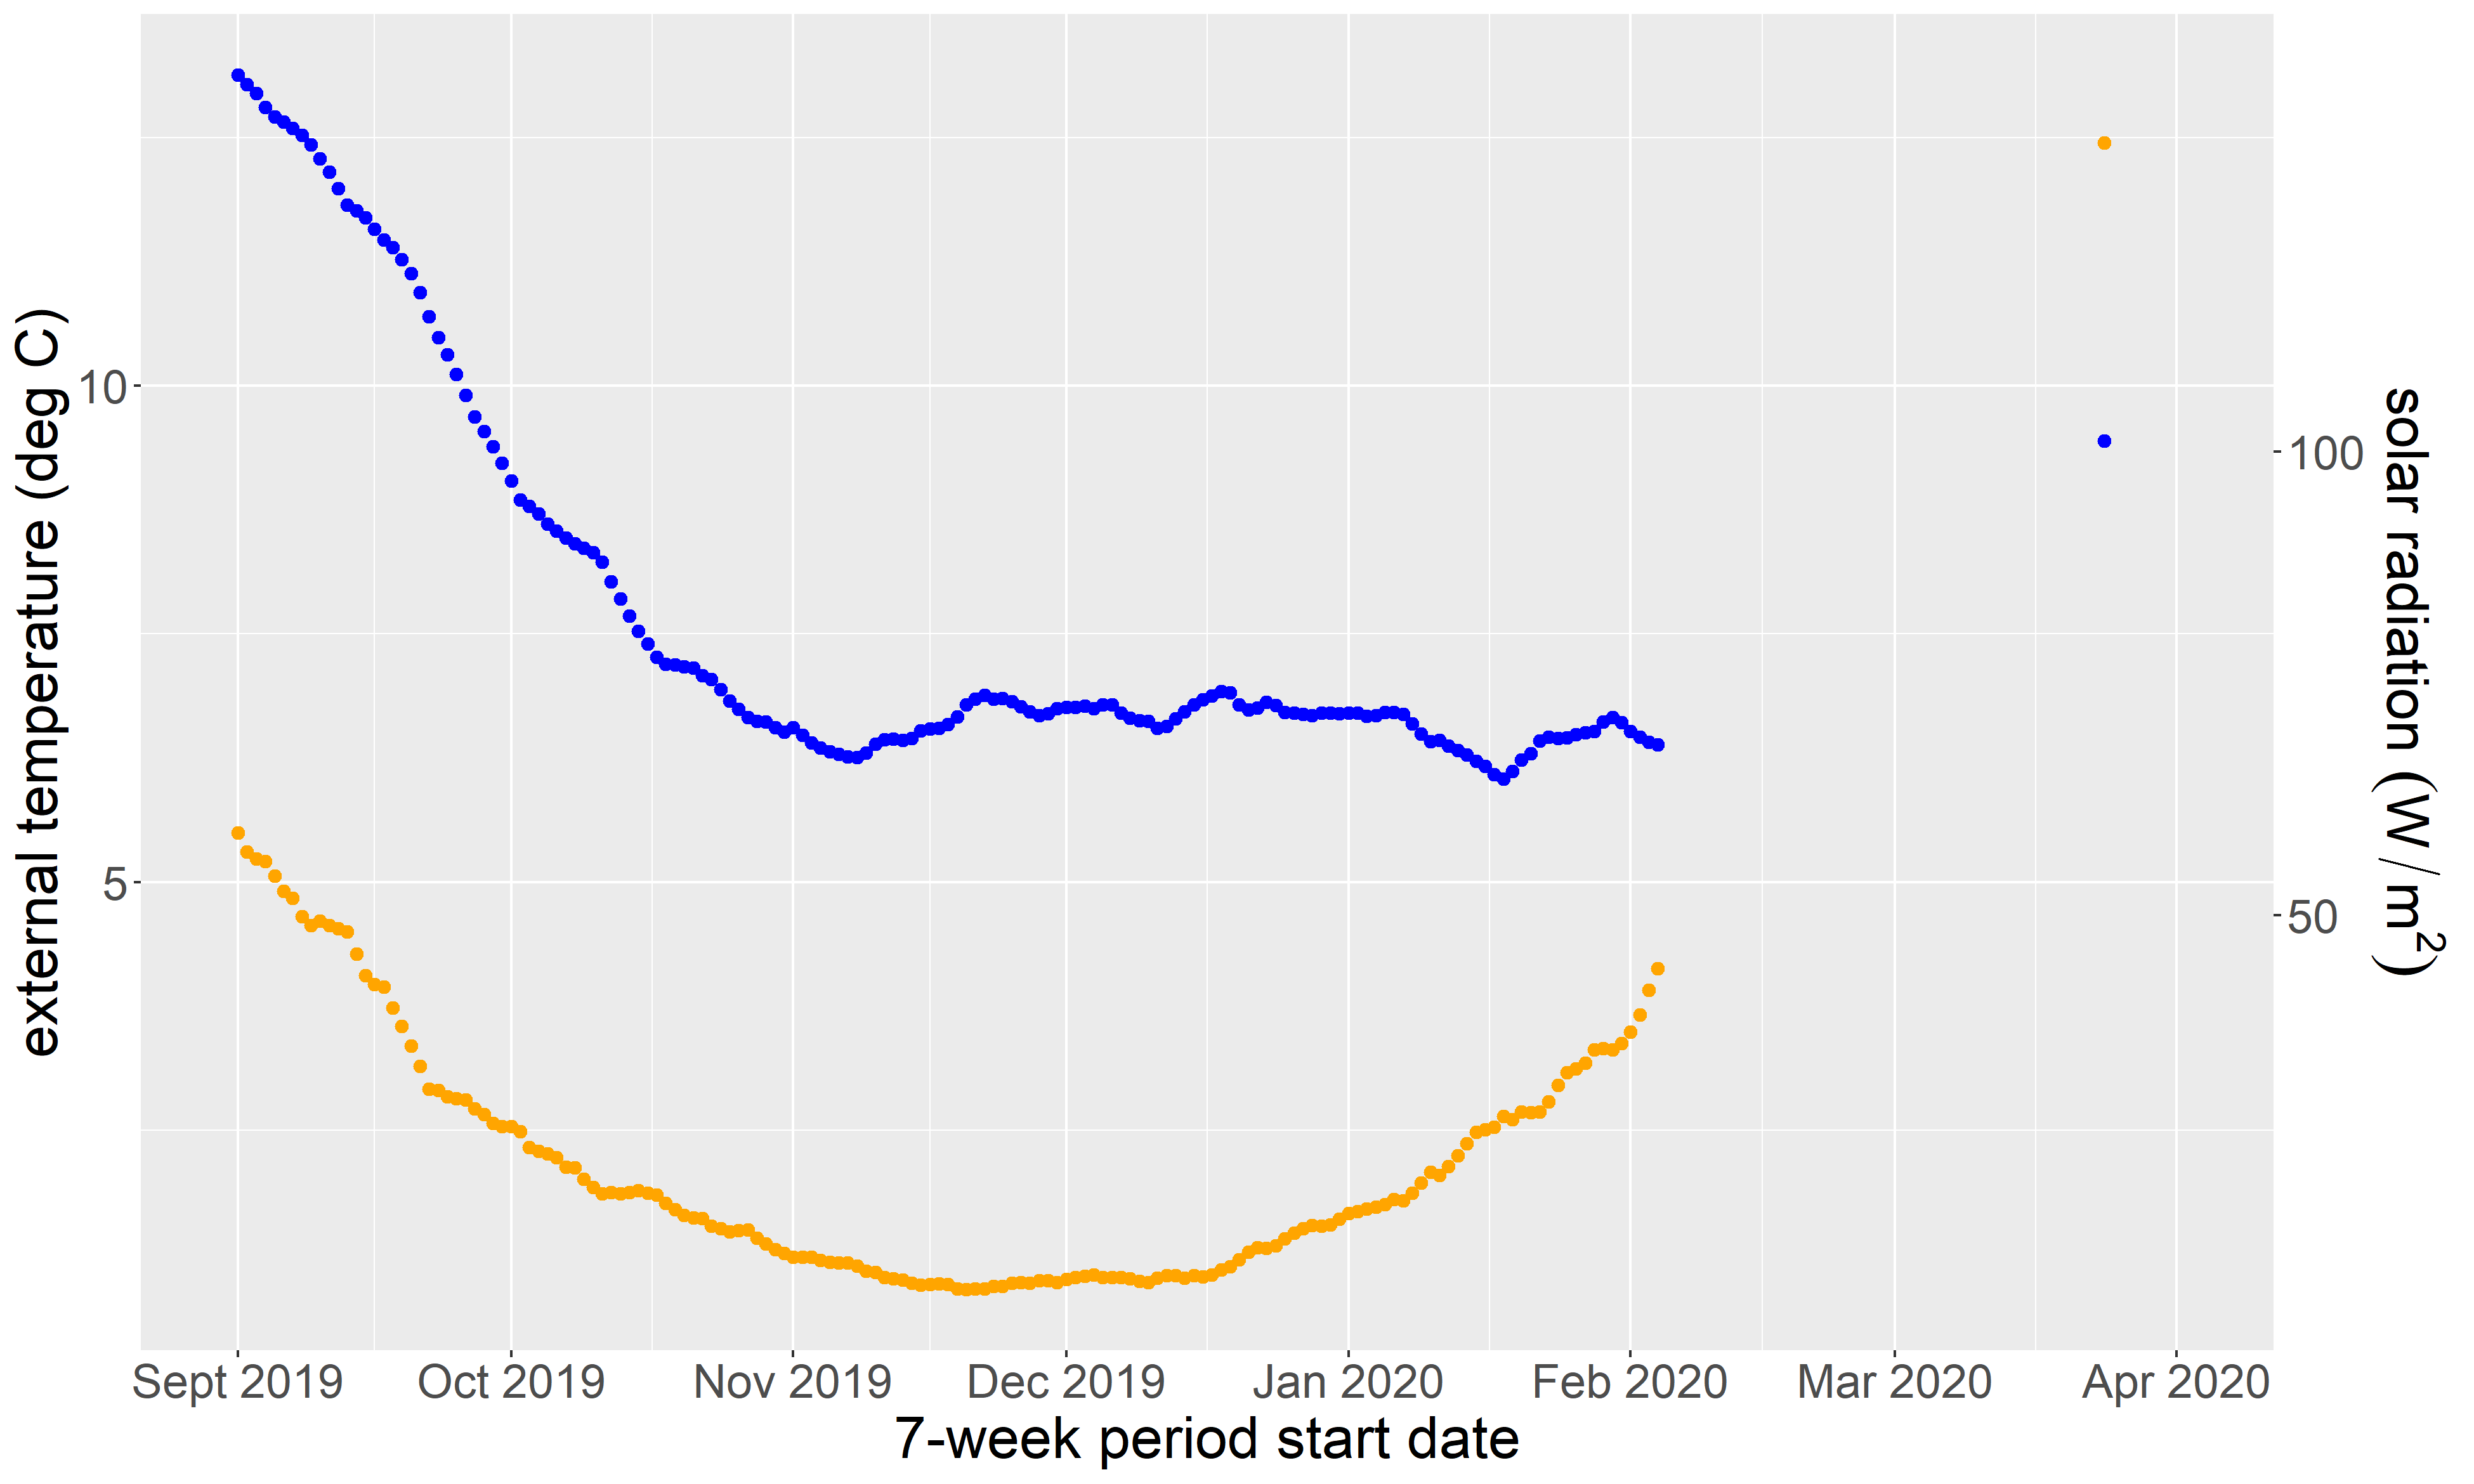 external temperature (deg C)
10
5
100
50
solar radiation (W/m²)
Sept 2019 Oct 2019 Nov 2019 Dec 2019 Jan 2020 Feb 2020 Mar 2020 Apr 2020
7-week period start date